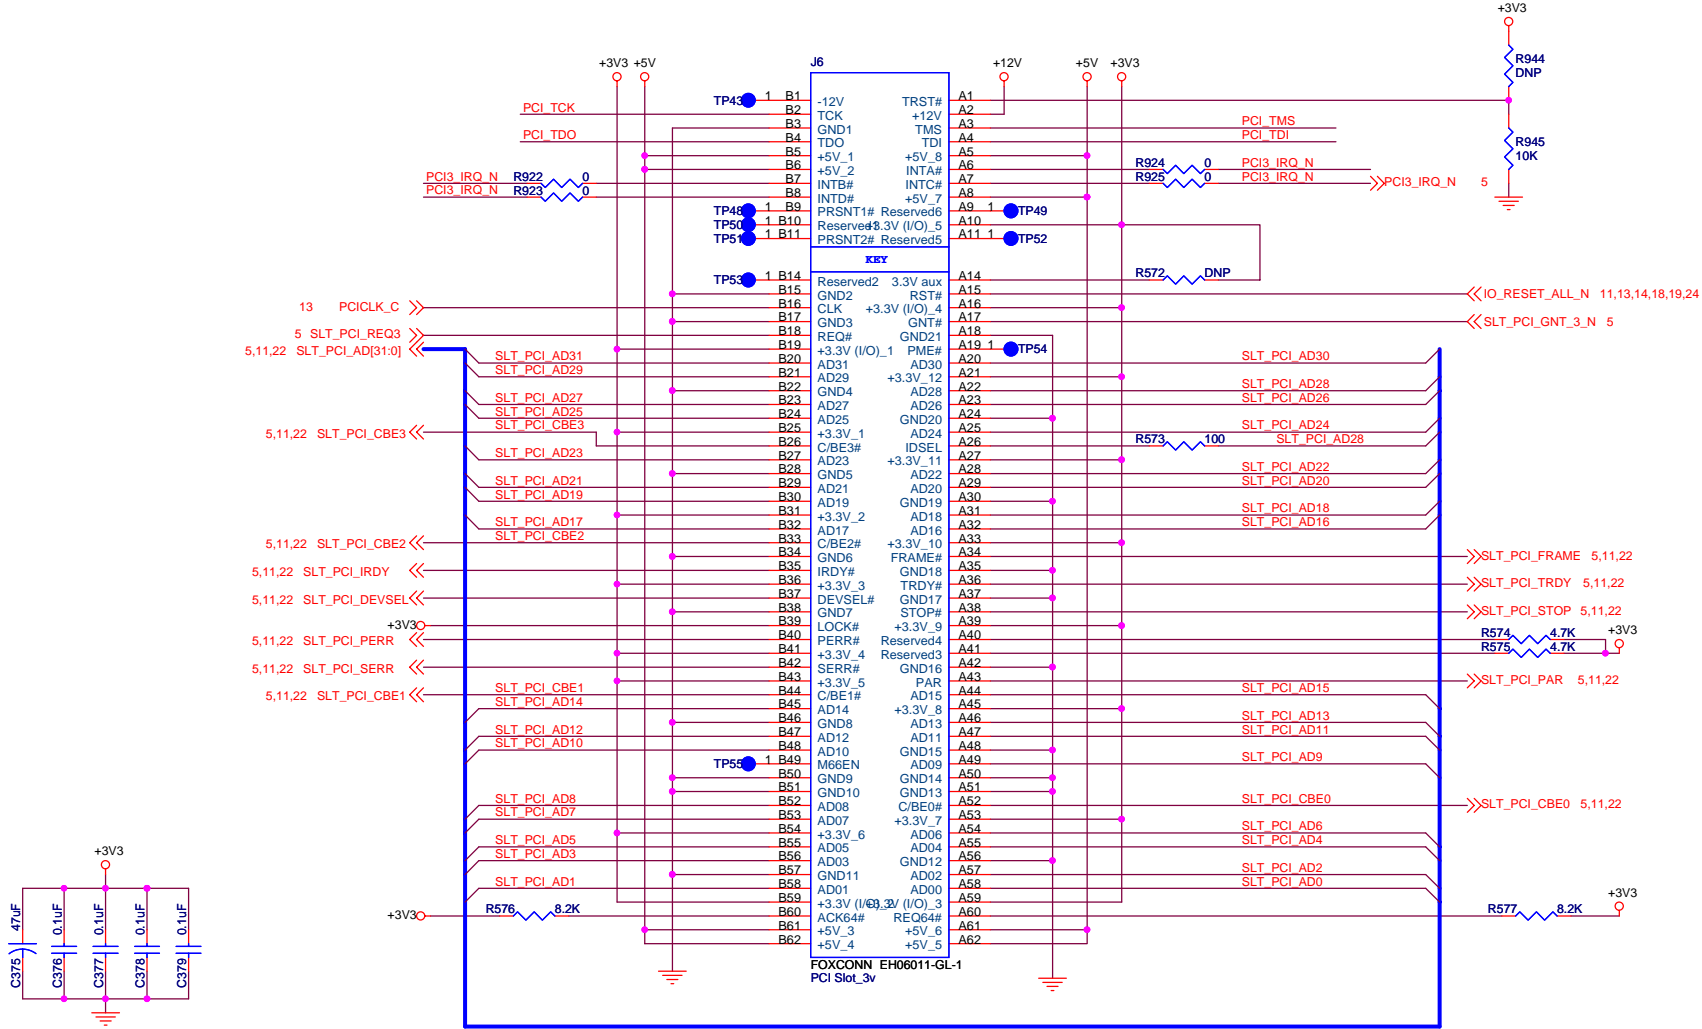 +3V3
R944
DNP
R945
10K
J6
+3V3 +5V
+12V +5V +3V3
TP43 1 B1 -12V TRST# A1
PCI_TCK B2 TCK +12V A2
B3 GND1 TMS A3 PCI_TMS
PCI_TDO B4 TDO TDI A4 PCI_TDI
B5 +5V_1 +5V_8 A5
B6 +5V_2 INTA# A6 R924 0 PCI3_IRQ_N
PCI3_IRQ_N R922 0 B7 INTB# INTC# A7 R925 0 PCI3_IRQ_N PCI3_IRQ_N 5
PCI3_IRQ_N R923 0 B8 INTD# +5V_7 A8
TP48 1 B9 PRSNT1# Reserved6 A9 1 TP49
TP50 1 B10 Reserved1 +3.3V (I/O)_5 A10
TP51 1 B11 PRSNT2# Reserved5 A11 1 TP52
KEY
TP53 1 B14 Reserved2 3.3V aux A14 R572 DNP
B15 GND2 RST# A15 IO_RESET_ALL_N 11,13,14,18,19,24
13 PCICLK_C B16 CLK +3.3V (I/O)_4 A16
B17 GND3 GNT# A17 SLT_PCI_GNT_3_N 5
5 SLT_PCI_REQ3 B18 REQ# GND21 A18
5,11,22 SLT_PCI_AD[31:0] B19 +3.3V (I/O)_1 PME# A19 1 TP54
SLT_PCI_AD31 B20 AD31 AD30 A20 SLT_PCI_AD30
SLT_PCI_AD29 B21 AD29 +3.3V_12 A21
B22 GND4 AD28 A22 SLT_PCI_AD28
SLT_PCI_AD27 B23 AD27 AD26 A23 SLT_PCI_AD26
SLT_PCI_AD25 B24 AD25 GND20 A24
5,11,22 SLT_PCI_CBE3 SLT_PCI_CBE3 B25 +3.3V_1 AD24 A25 SLT_PCI_AD24
B26 C/BE3# IDSEL A26 R573 100 SLT_PCI_AD28
SLT_PCI_AD23 B27 AD23 +3.3V_11 A27
B28 GND5 AD22 A28 SLT_PCI_AD22
SLT_PCI_AD21 B29 AD21 AD20 A29 SLT_PCI_AD20
SLT_PCI_AD19 B30 AD19 GND19 A30
B31 +3.3V_2 AD18 A31 SLT_PCI_AD18
SLT_PCI_AD17 B32 AD17 AD16 A32 SLT_PCI_AD16
5,11,22 SLT_PCI_CBE2 SLT_PCI_CBE2 B33 C/BE2# +3.3V_10 A33
B34 GND6 FRAME# A34 SLT_PCI_FRAME 5,11,22
5,11,22 SLT_PCI_IRDY B35 IRDY# GND18 A35
B36 +3.3V_3 TRDY# A36 SLT_PCI_TRDY 5,11,22
5,11,22 SLT_PCI_DEVSEL B37 DEVSEL# GND17 A37
B38 GND7 STOP# A38 SLT_PCI_STOP 5,11,22
+3V3 B39 LOCK# +3.3V_9 A39
5,11,22 SLT_PCI_PERR B40 PERR# Reserved4 A40 R574 4.7K +3V3
B41 +3.3V_4 Reserved3 A41 R575 4.7K
5,11,22 SLT_PCI_SERR B42 SERR# GND16 A42
B43 +3.3V_5 PAR A43 SLT_PCI_PAR 5,11,22
5,11,22 SLT_PCI_CBE1 SLT_PCI_CBE1 B44 C/BE1# AD15 A44 SLT_PCI_AD15
SLT_PCI_AD14 B45 AD14 +3.3V_8 A45
B46 GND8 AD13 A46 SLT_PCI_AD13
SLT_PCI_AD12 B47 AD12 AD11 A47 SLT_PCI_AD11
SLT_PCI_AD10 B48 AD10 GND15 A48
TP55 1 B49 M66EN AD09 A49 SLT_PCI_AD9
B50 GND9 GND14 A50
B51 GND10 GND13 A51
SLT_PCI_AD8 B52 AD08 C/BE0# A52 SLT_PCI_CBE0 SLT_PCI_CBE0 5,11,22
SLT_PCI_AD7 B53 AD07 +3.3V_7 A53
B54 +3.3V_6 AD06 A54 SLT_PCI_AD6
SLT_PCI_AD5 B55 AD05 AD04 A55 SLT_PCI_AD4
SLT_PCI_AD3 B56 AD03 GND12 A56
B57 GND11 AD02 A57 SLT_PCI_AD2
SLT_PCI_AD1 B58 AD01 AD00 A58 SLT_PCI_AD0
B59 +3.3V (I/O)_2 +3.3V (I/O)_3 A59
+3V3 R576 8.2K B60 ACK64# REQ64# A60 R577 8.2K +3V3
B61 +5V_3 +5V_6 A61
B62 +5V_4 +5V_5 A62
FOXCONN EH06011-GL-1
PCI Slot_3v
+3V3
47uF 0.1uF 0.1uF 0.1uF 0.1uF
C375 C376 C377 C378 C379